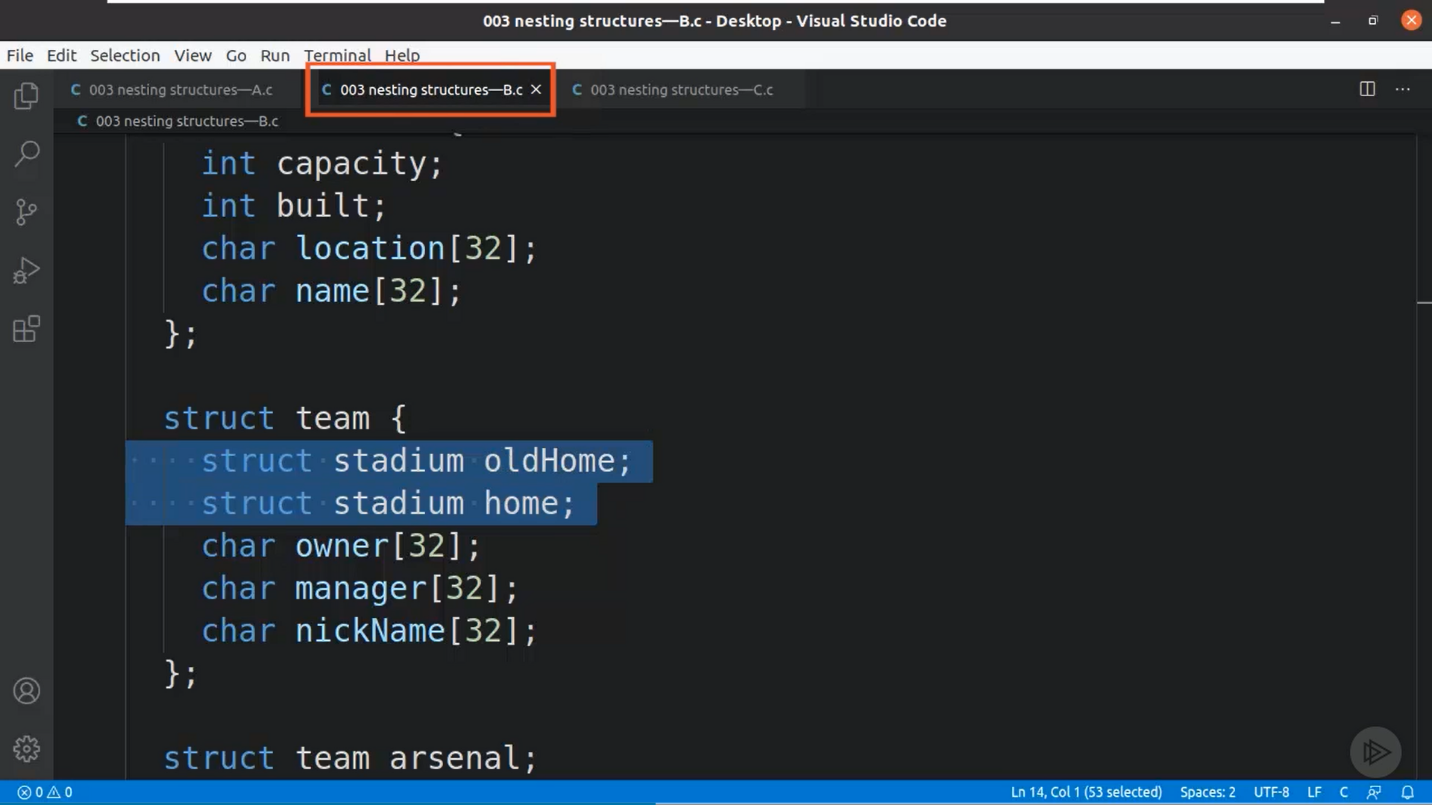 003 nesting structures—B.c - Desktop - Visual Studio Code
File Edit Selection View Go Run Terminal Help
C 003 nesting structures—A.c C 003 nesting structures—B.c × C 003 nesting structures—C.c ...
C 003 nesting structures—B.c
{
int capacity;
int built;
char location[32];
char name[32];
};
struct team {
struct stadium oldHome;
struct stadium home;
char owner[32];
char manager[32];
char nickName[32];
};
struct team arsenal;
0 0 Ln 14, Col 1 (53 selected) Spaces: 2 UTF-8 LF C